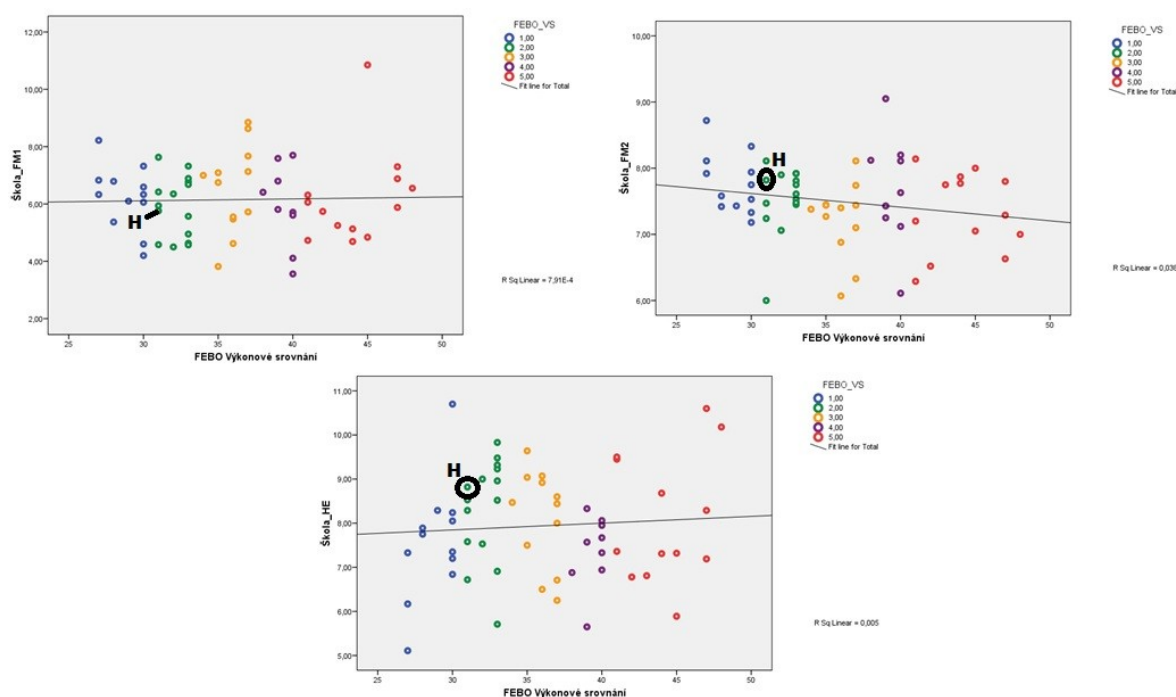 12,00
10,00
8,00
6,00
4,00
2,00
Škola_FM1
H
25 30 35 40 45 50
FEBO Výkonové srovnání
FEBO_VS
1,00
2,00
3,00
4,00
5,00
Fit line for Total
R Sq Linear = 7,91E-4
10,00
9,00
8,00
7,00
6,00
Škola_FM2
H
25 30 35 40 45 50
FEBO Výkonové srovnání
FEBO_VS
1,00
2,00
3,00
4,00
5,00
Fit line for Total
R Sq Linear = 0,039
11,00
10,00
9,00
8,00
7,00
6,00
5,00
Škola_HE
H
25 30 35 40 45 50
FEBO Výkonové srovnání
FEBO_VS
1,00
2,00
3,00
4,00
5,00
Fit line for Total
R Sq Linear = 0,005